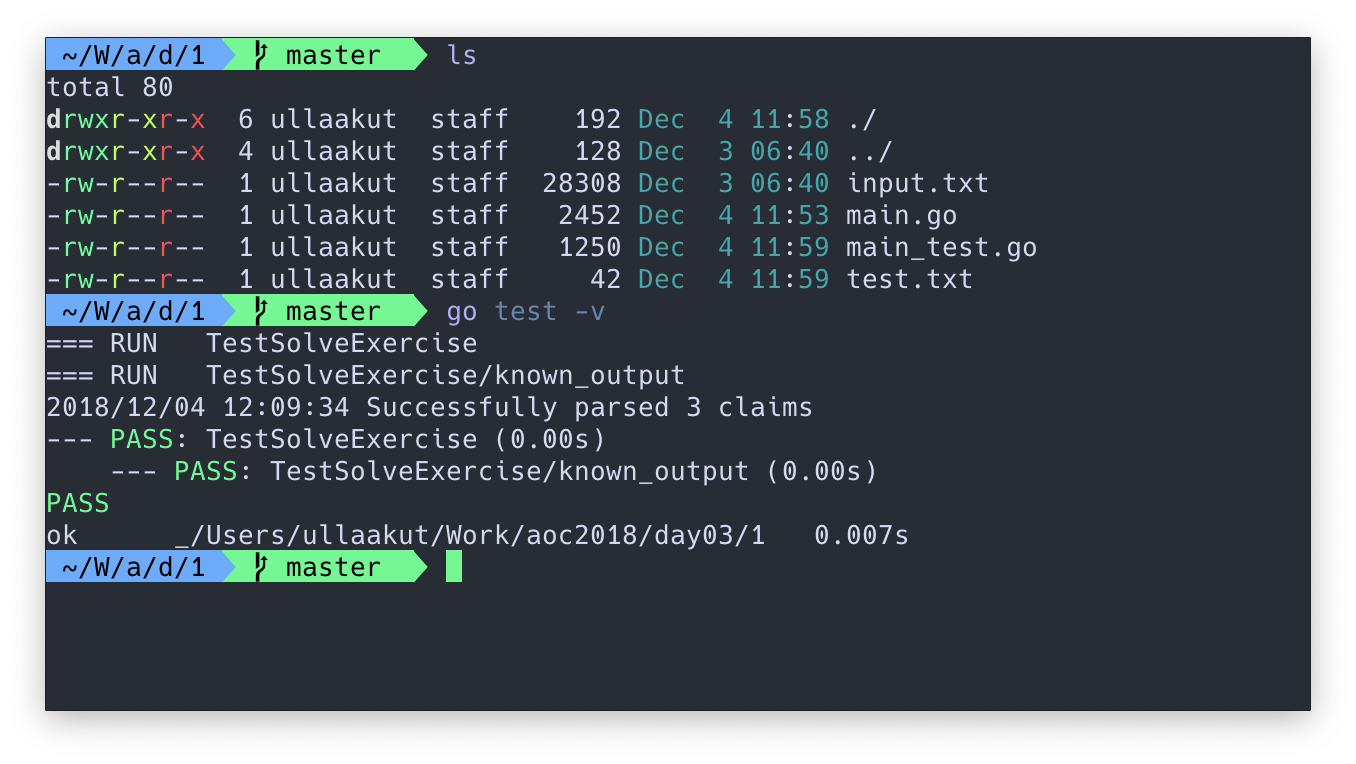 ~/W/a/d/1 master ls
total 80
drwxr-xr-x  6 ullaakut  staff    192 Dec  4 11:58 ./
drwxr-xr-x  4 ullaakut  staff    128 Dec  3 06:40 ../
-rw-r--r--  1 ullaakut  staff  28308 Dec  3 06:40 input.txt
-rw-r--r--  1 ullaakut  staff   2452 Dec  4 11:53 main.go
-rw-r--r--  1 ullaakut  staff   1250 Dec  4 11:59 main_test.go
-rw-r--r--  1 ullaakut  staff     42 Dec  4 11:59 test.txt
~/W/a/d/1 master go test -v
=== RUN   TestSolveExercise
=== RUN   TestSolveExercise/known_output
2018/12/04 12:09:34 Successfully parsed 3 claims
--- PASS: TestSolveExercise (0.00s)
    --- PASS: TestSolveExercise/known_output (0.00s)
PASS
ok      _/Users/ullaakut/Work/aoc2018/day03/1   0.007s
~/W/a/d/1 master